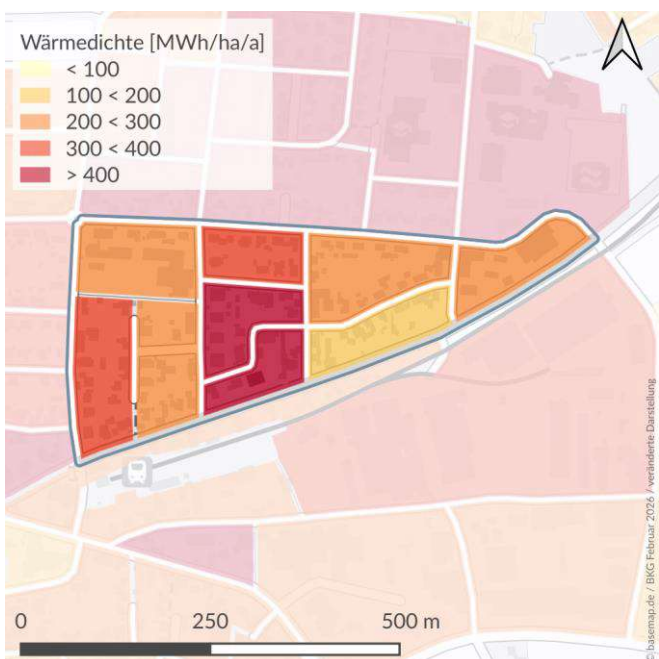 Wärmedichte [MWh/ha/a]
< 100
100 < 200
200 < 300
300 < 400
> 400
0 250 500 m
© basemap.de / BKG Februar 2026 / veränderte Darstellung